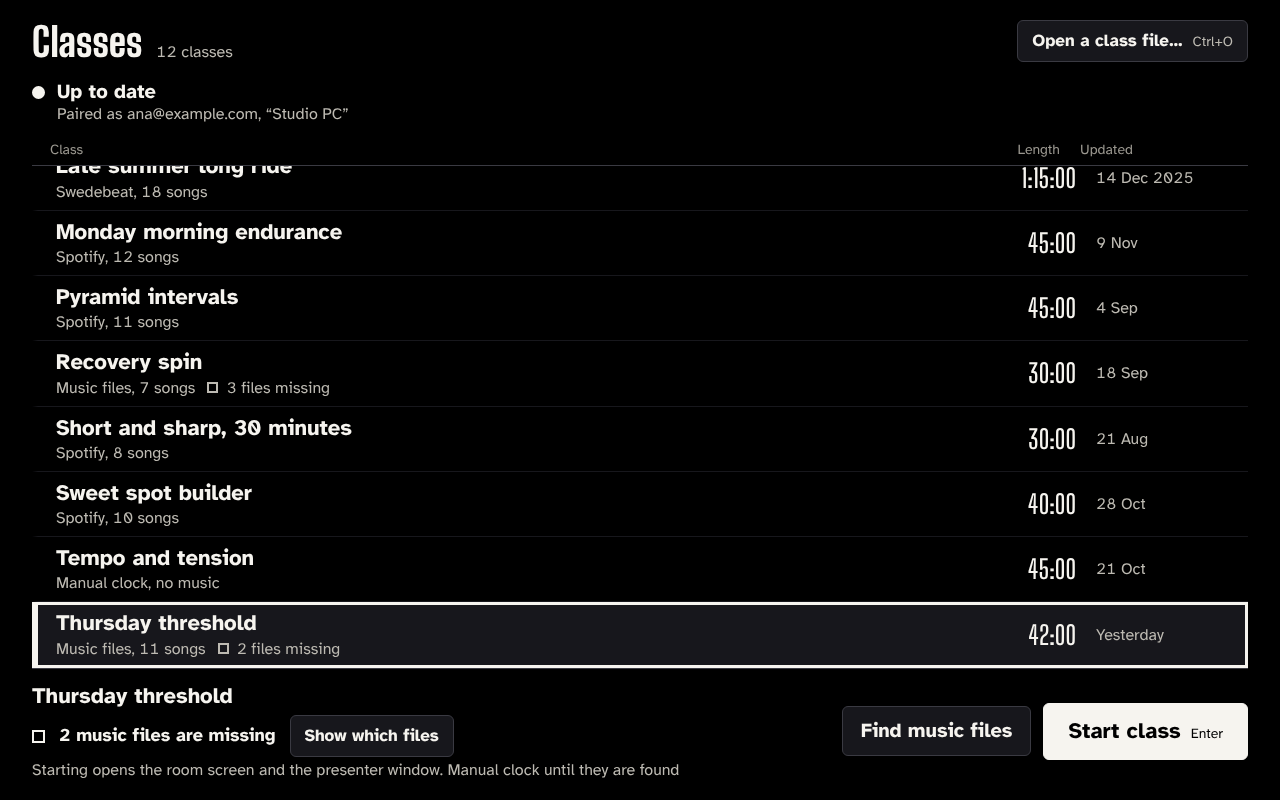 Classes 12 classes
Open a class file... Ctrl+O
Up to date
Paired as ana@example.com, “Studio PC”
Class Length Updated
Late summer long ride
Swedebeat, 18 songs
1:15:00 14 Dec 2025
Monday morning endurance
Spotify, 12 songs
45:00 9 Nov
Pyramid intervals
Spotify, 11 songs
45:00 4 Sep
Recovery spin
Music files, 7 songs 3 files missing
30:00 18 Sep
Short and sharp, 30 minutes
Spotify, 8 songs
30:00 21 Aug
Sweet spot builder
Spotify, 10 songs
40:00 28 Oct
Tempo and tension
Manual clock, no music
45:00 21 Oct
Thursday threshold
Music files, 11 songs 2 files missing
42:00 Yesterday
Thursday threshold
2 music files are missing Show which files
Starting opens the room screen and the presenter window. Manual clock until they are found
Find music files
Start class Enter